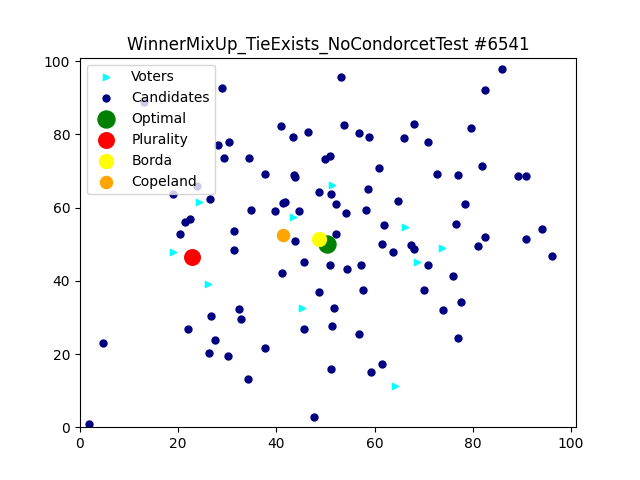 WinnerMixUp_TieExists_NoCondorcetTest #6541
100
80
60
40
20
0
Voters
Candidates
Optimal
Plurality
Borda
Copeland
0 20 40 60 80 100